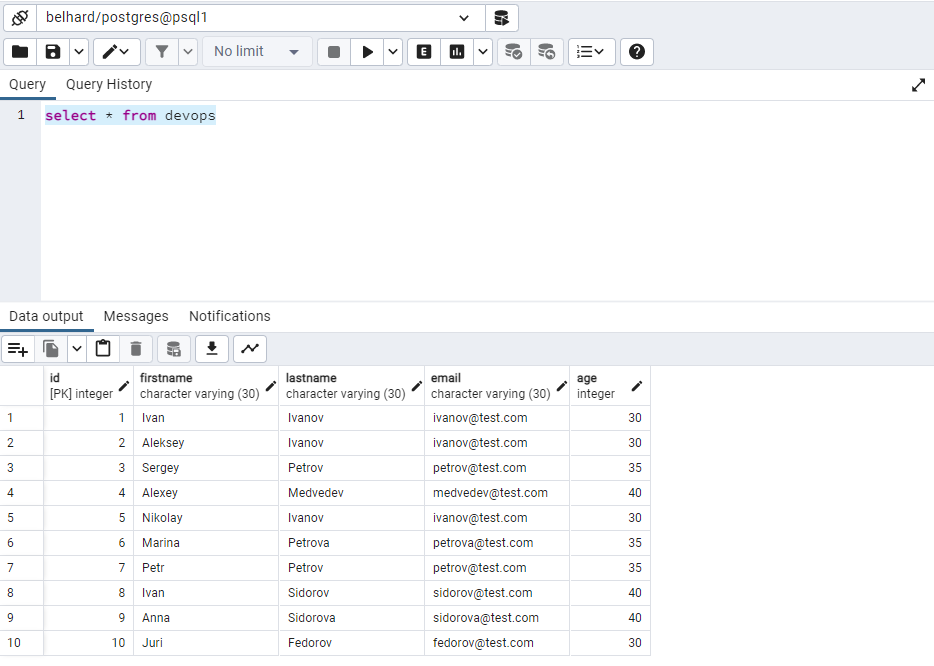 belhard/postgres@psql1
No limit
E
Query Query History
1 select * from devops
Data output Messages Notifications
id firstname lastname email age
[PK] integer character varying (30) character varying (30) character varying (30) integer
1 1 Ivan Ivanov ivanov@test.com 30
2 2 Aleksey Ivanov ivanov@test.com 30
3 3 Sergey Petrov petrov@test.com 35
4 4 Alexey Medvedev medvedev@test.com 40
5 5 Nikolay Ivanov ivanov@test.com 30
6 6 Marina Petrova petrova@test.com 35
7 7 Petr Petrov petrov@test.com 35
8 8 Ivan Sidorov sidorov@test.com 40
9 9 Anna Sidorova sidorova@test.com 40
10 10 Juri Fedorov fedorov@test.com 30